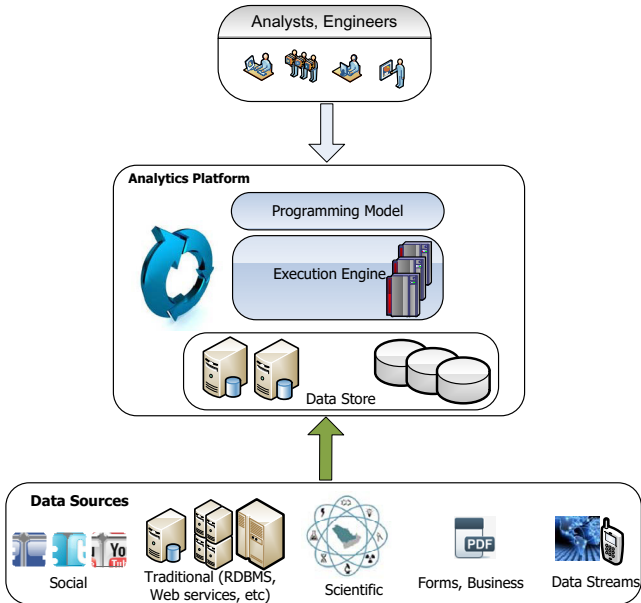 Analysts, Engineers
Analytics Platform
Programming Model
Execution Engine
Data Store
Data Sources
Yo
PDF
Social
Traditional (RDBMS,
Web services, etc)
Scientific
Forms, Business
Data Streams